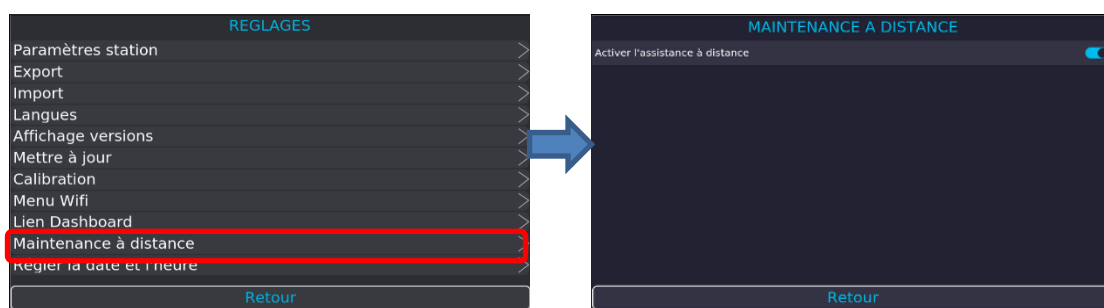 REGLAGES
Paramètres station
Export
Import
Langues
Affichage versions
Mettre à jour
Calibration
Menu Wifi
Lien Dashboard
Maintenance à distance
Régler la date et l'heure
Retour
MAINTENANCE A DISTANCE
Activer l'assistance à distance
Retour